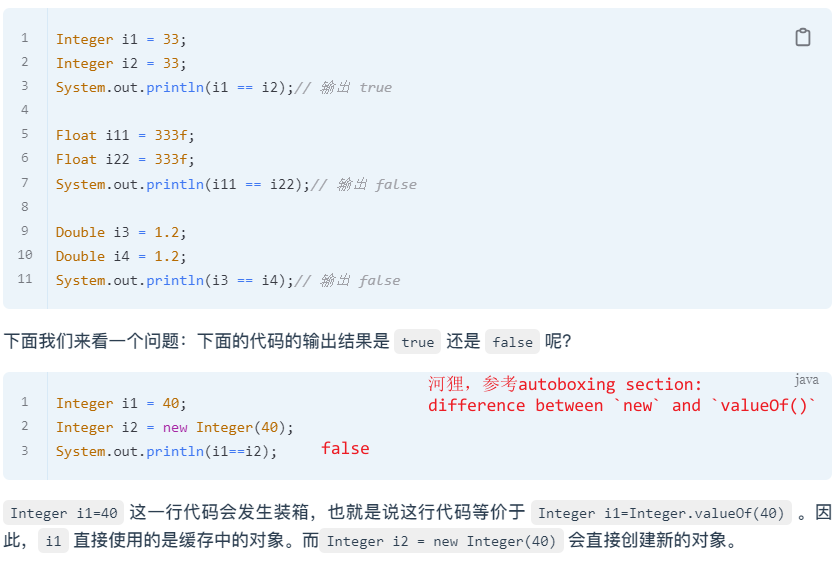 1 Integer i1 = 33;
2 Integer i2 = 33;
3 System.out.println(i1 == i2);// 输出 true
4
5 Float i11 = 333f;
6 Float i22 = 333f;
7 System.out.println(i11 == i22);// 输出 false
8
9 Double i3 = 1.2;
10 Double i4 = 1.2;
11 System.out.println(i3 == i4);// 输出 false
下面我们来看一个问题：下面的代码的输出结果是 true 还是 false 呢？
河狸，参考autoboxing section:
java
difference between `new` and `valueOf()`
1 Integer i1 = 40;
2 Integer i2 = new Integer(40);
3 System.out.println(i1==i2);
false
Integer i1=40 这一行代码会发生装箱，也就是说这行代码等价于 Integer i1=Integer.valueOf(40) 。因
此，i1 直接使用的是缓存中的对象。而 Integer i2 = new Integer(40) 会直接创建新的对象。